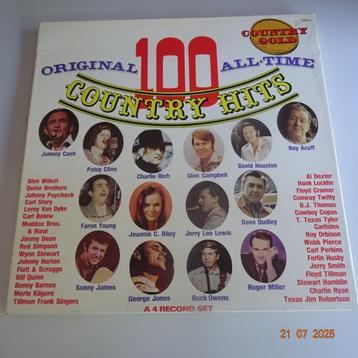 COUNTRY
GOLD
ORIGINAL 100 ALL-TIME
COUNTRY HITS
Johnny Cash
Patsy Cline
Charlie Rich
Glen Campbell
David Houston
Roy Acuff
Slim Willett
Quinn Brothers
Johnny Paycheck
Carl Story
Leroy Van Dyke
Carl Belew
Maddox Bros.
& Rose
Jimmy Dean
Red Simpson
Wynn Stewart
Johnny Horton
Flatt & Scruggs
Bill Quinn
Benny Barnes
Merle Kilgore
Tillman Frank Singers
Faron Young
Jeannie C. Riley
Jerry Lee Lewis
Dave Dudley
Sonny James
George Jones
Buck Owens
Roger Miller
Al Dexter
Hank Locklin
Floyd Cramer
Conway Twitty
B.J. Thomas
Cowboy Copas
T. Texas Tyler
Carlisles
Roy Orbison
Webb Pierce
Carl Perkins
Ferlin Husky
Jerry Smith
Floyd Tillman
Stewart Hamblin
Charlie Ryan
Texas Jim Robertson
A 4 RECORD SET
21 07 2025